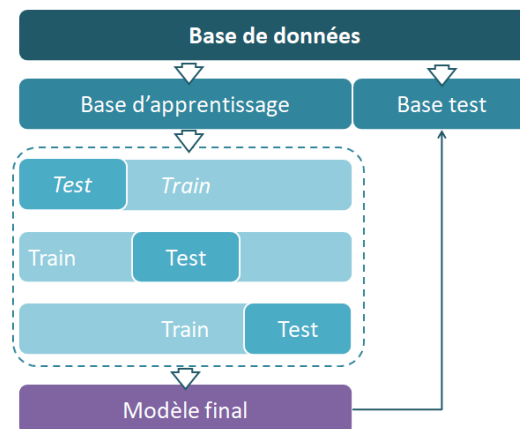 Base de données
Base d'apprentissage
Base test
Test Train
Train Test
Train Test
Modèle final